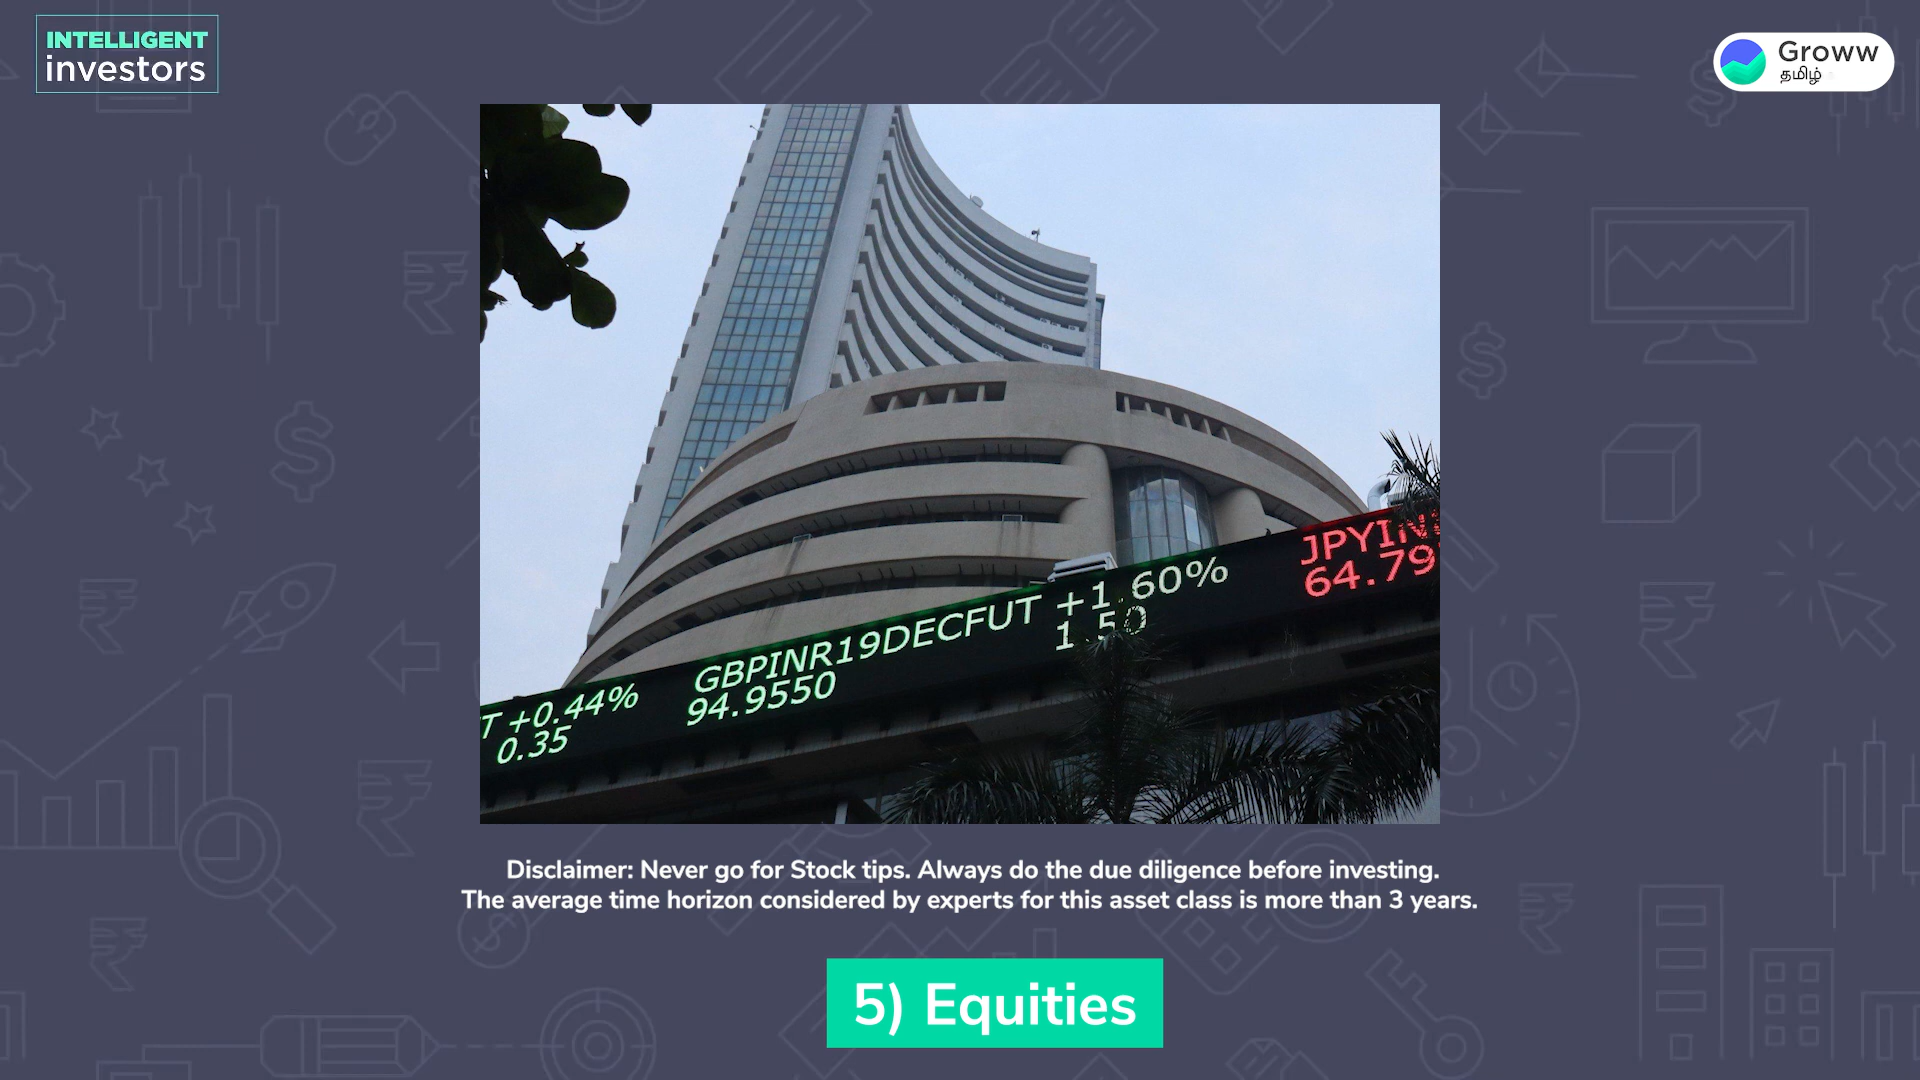 INTELLIGENT
investors
Groww
தமிழ்
T +0.44%
0.35
GBPINR19DECFUT +1.60%
94.9550
1.50
64.79
Disclaimer: Never go for Stock tips. Always do the due diligence before investing.
The average time horizon considered by experts for this asset class is more than 3 years.
5) Equities